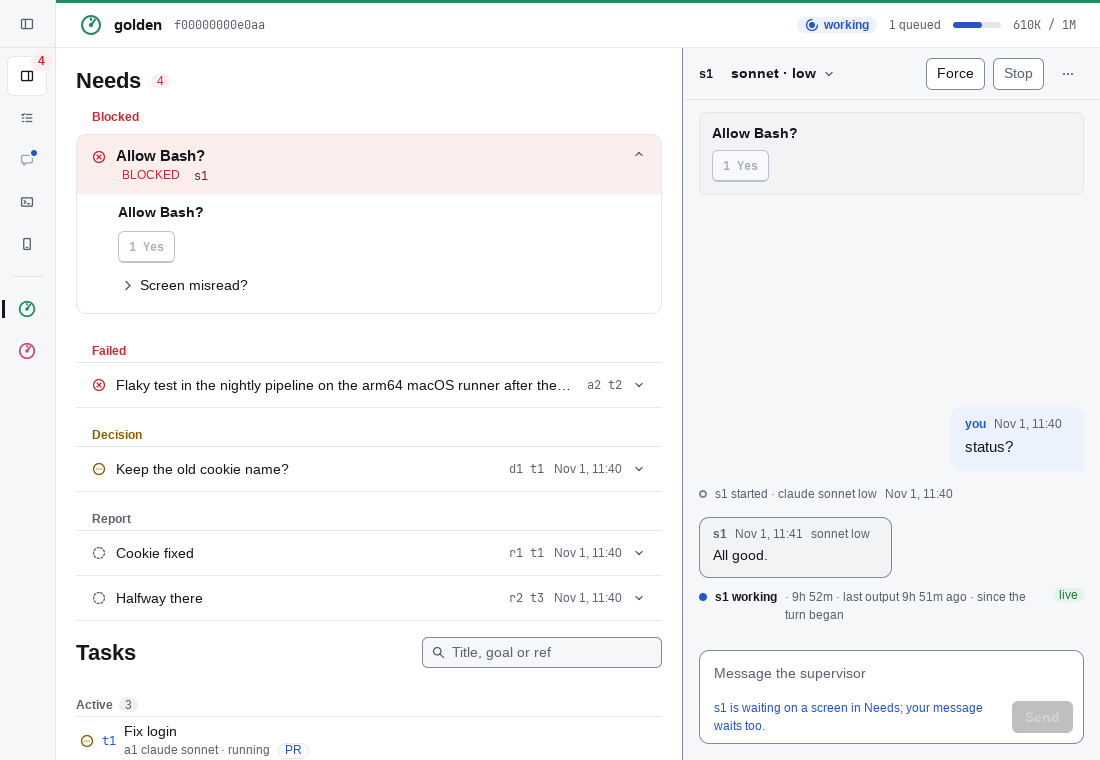 golden f00000000e0aa
working 1 queued 610K / 1M
4
Needs 4
Blocked
Allow Bash?
BLOCKED s1
Allow Bash?
1 Yes
Screen misread?
Failed
Flaky test in the nightly pipeline on the arm64 macOS runner after the… a2 t2
Decision
Keep the old cookie name? d1 t1 Nov 1, 11:40
Report
Cookie fixed r1 t1 Nov 1, 11:40
Halfway there r2 t3 Nov 1, 11:40
Tasks
Title, goal or ref
Active 3
t1 Fix login
a1 claude sonnet · running PR
s1 sonnet · low Force Stop
Allow Bash?
1 Yes
you Nov 1, 11:40
status?
s1 started · claude sonnet low Nov 1, 11:40
s1 Nov 1, 11:41 sonnet low
All good.
s1 working · 9h 52m · last output 9h 51m ago · since the
turn began
live
Message the supervisor
s1 is waiting on a screen in Needs; your message
waits too.
Send